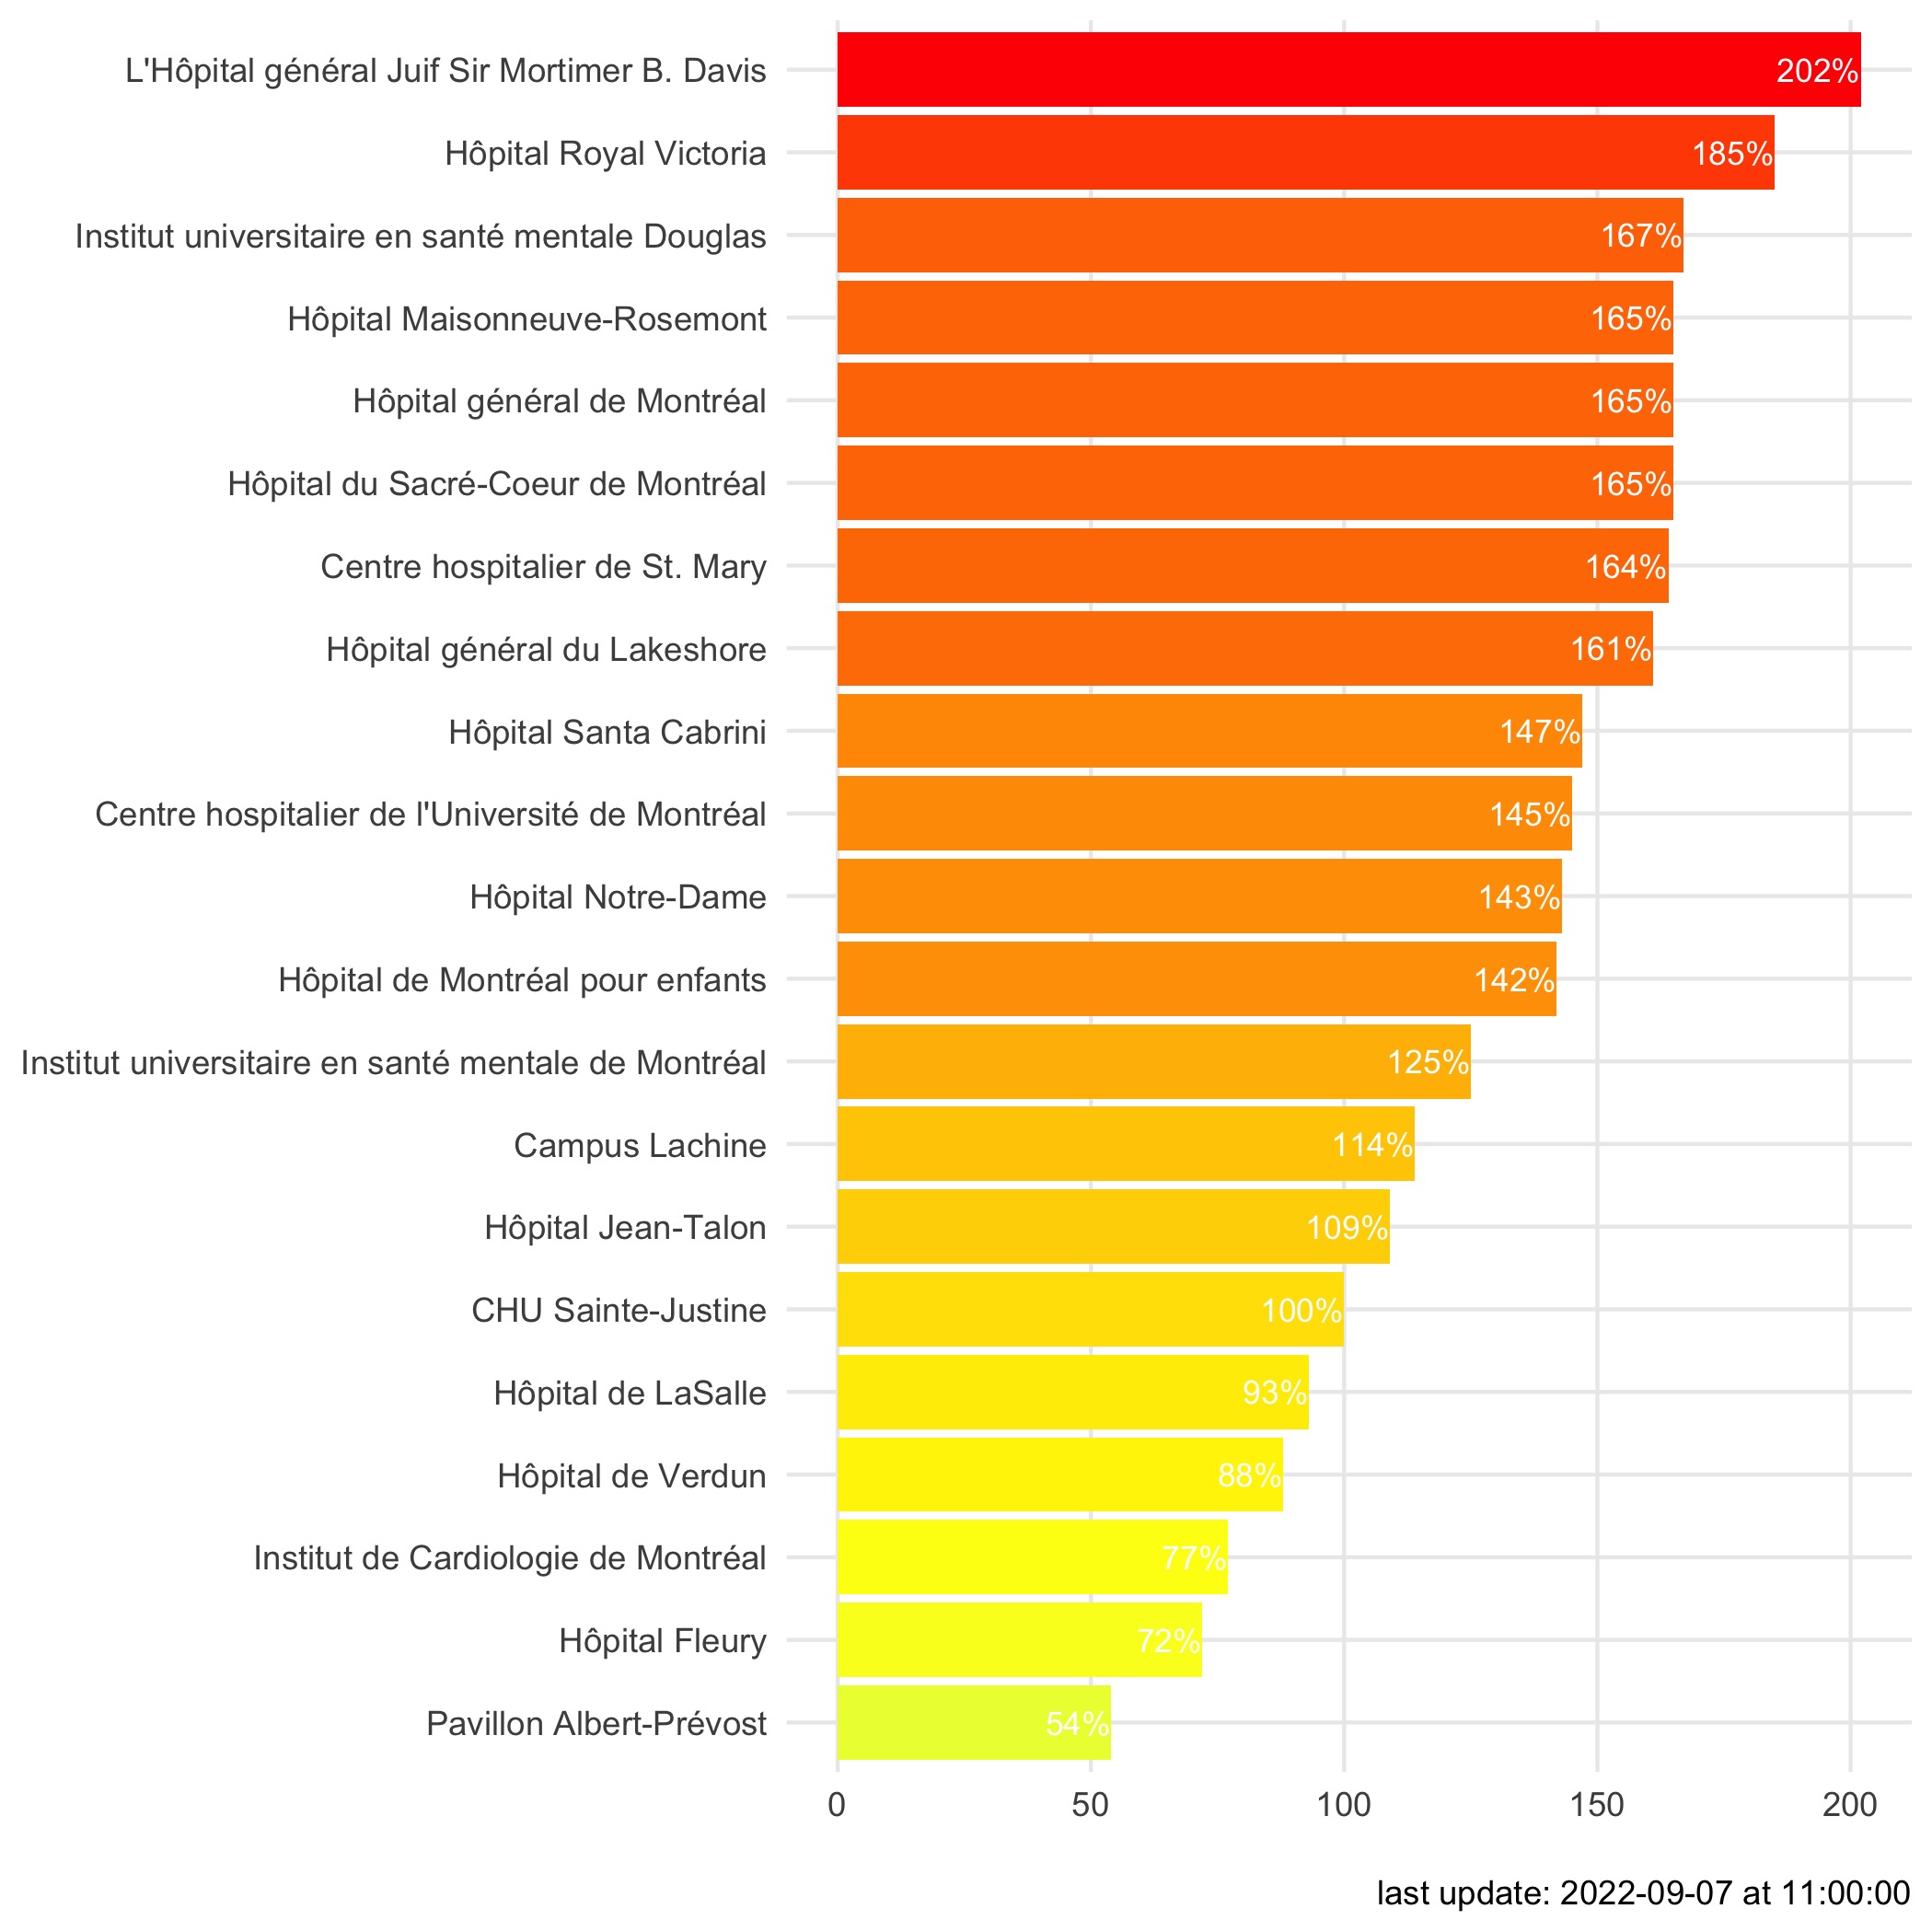 L'Hôpital général Juif Sir Mortimer B. Davis 202%
Hôpital Royal Victoria 185%
Institut universitaire en santé mentale Douglas 167%
Hôpital Maisonneuve-Rosemont 165%
Hôpital général de Montréal 165%
Hôpital du Sacré-Coeur de Montréal 165%
Centre hospitalier de St. Mary 164%
Hôpital général du Lakeshore 161%
Hôpital Santa Cabrini 147%
Centre hospitalier de l'Université de Montréal 145%
Hôpital Notre-Dame 143%
Hôpital de Montréal pour enfants 142%
Institut universitaire en santé mentale de Montréal 125%
Campus Lachine 114%
Hôpital Jean-Talon 109%
CHU Sainte-Justine 100%
Hôpital de LaSalle 93%
Hôpital de Verdun 88%
Institut de Cardiologie de Montréal 77%
Hôpital Fleury 72%
Pavillon Albert-Prévost 54%
0 50 100 150 200
last update: 2022-09-07 at 11:00:00